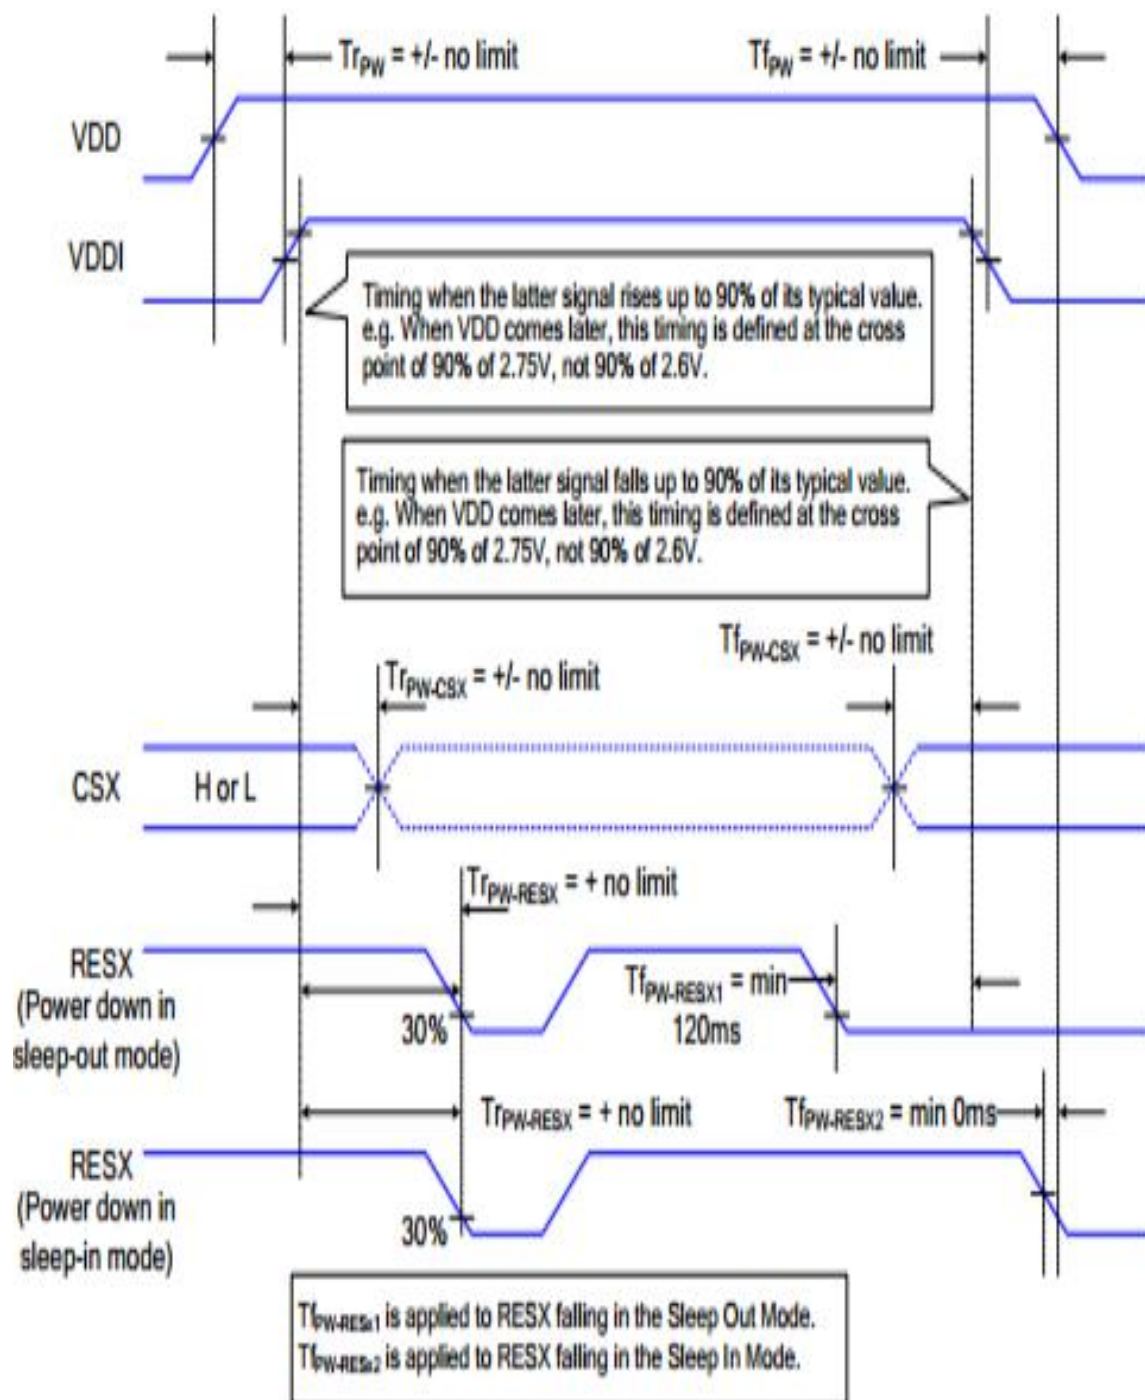 Tr_PW = +/- no limit
Tf_PW = +/- no limit
VDD
VDDI
Timing when the latter signal rises up to 90% of its typical value.
e.g. When VDD comes later, this timing is defined at the cross
point of 90% of 2.75V, not 90% of 2.6V.
Timing when the latter signal falls up to 90% of its typical value.
e.g. When VDD comes later, this timing is defined at the cross
point of 90% of 2.75V, not 90% of 2.6V.
Tf_PW-CSX = +/- no limit
Tr_PW-CSX = +/- no limit
CSX
H or L
Tr_PW-RESX = + no limit
RESX
(Power down in
sleep-out mode)
30%
Tf_PW-RESX1 = min
120ms
Tr_PW-RESX = + no limit
Tf_PW-RESX2 = min 0ms
RESX
(Power down in
sleep-in mode)
30%
Tf_PW-RESx1 is applied to RESX falling in the Sleep Out Mode.
Tf_PW-RESx2 is applied to RESX falling in the Sleep In Mode.